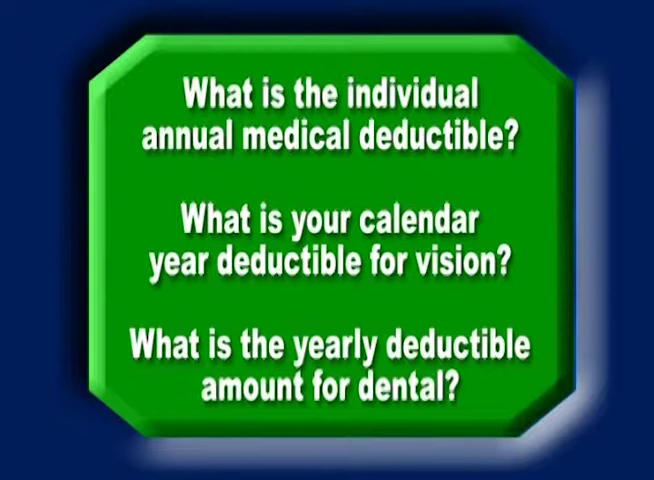 What is the individual
annual medical deductible?
What is your calendar
year deductible for vision?
What is the yearly deductible
amount for dental?